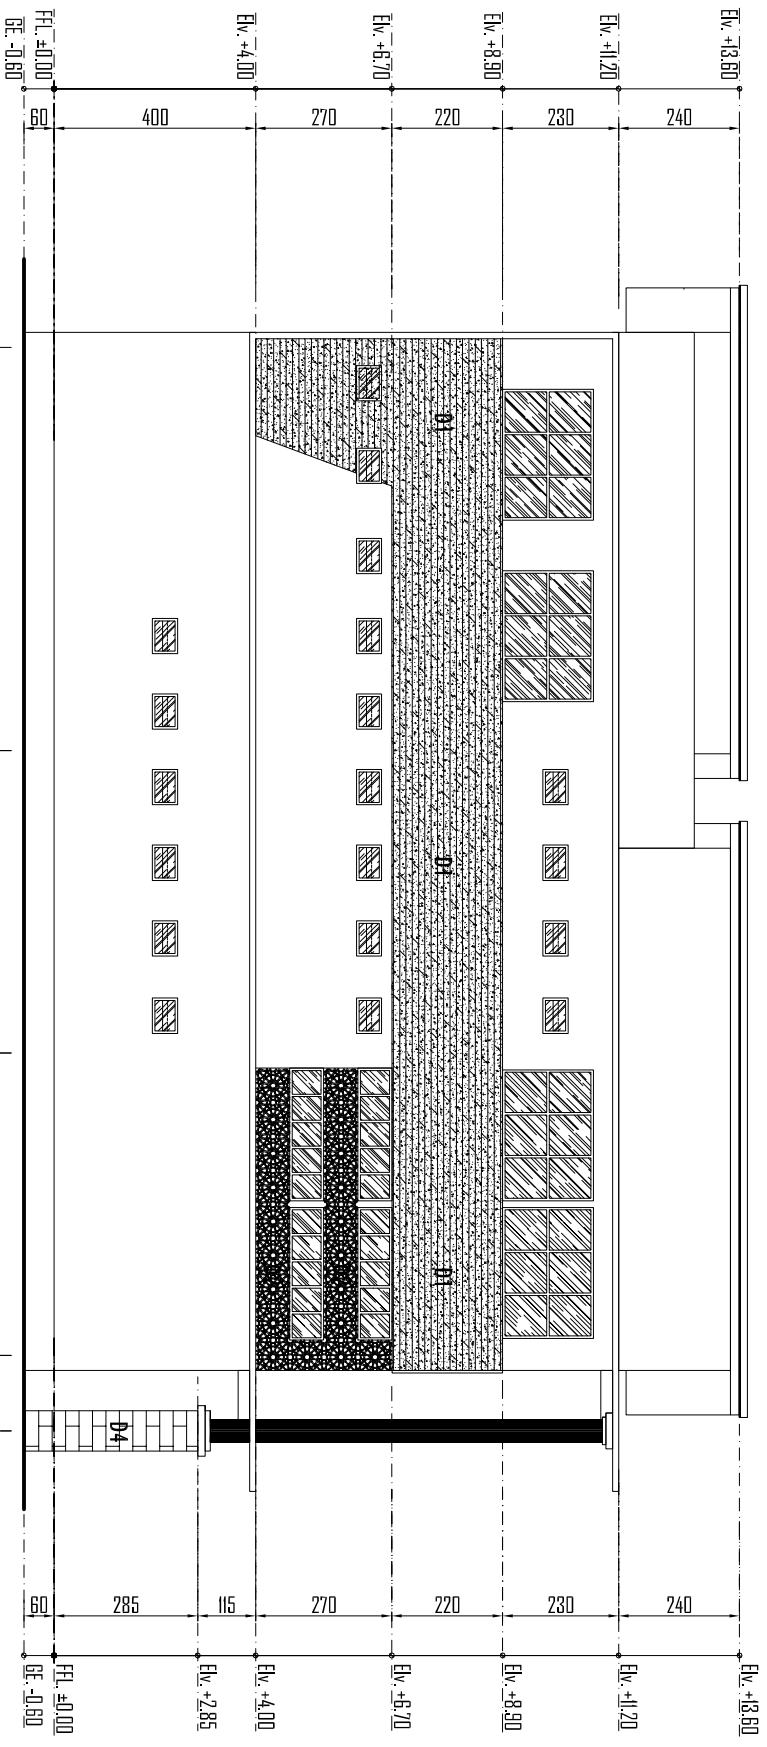 Elv. +13.60
Elv. +11.20
Elv. +8.90
Elv. +6.70
Elv. +4.00
FFL. ±0.00
GE. -0.60
240
230
220
270
400
60
D1
D1
D1
D4
240
230
220
270
115
285
60
Elv. +13.60
Elv. +11.20
Elv. +8.90
Elv. +6.70
Elv. +4.00
Elv. +2.85
FFL. ±0.00
GE. -0.60